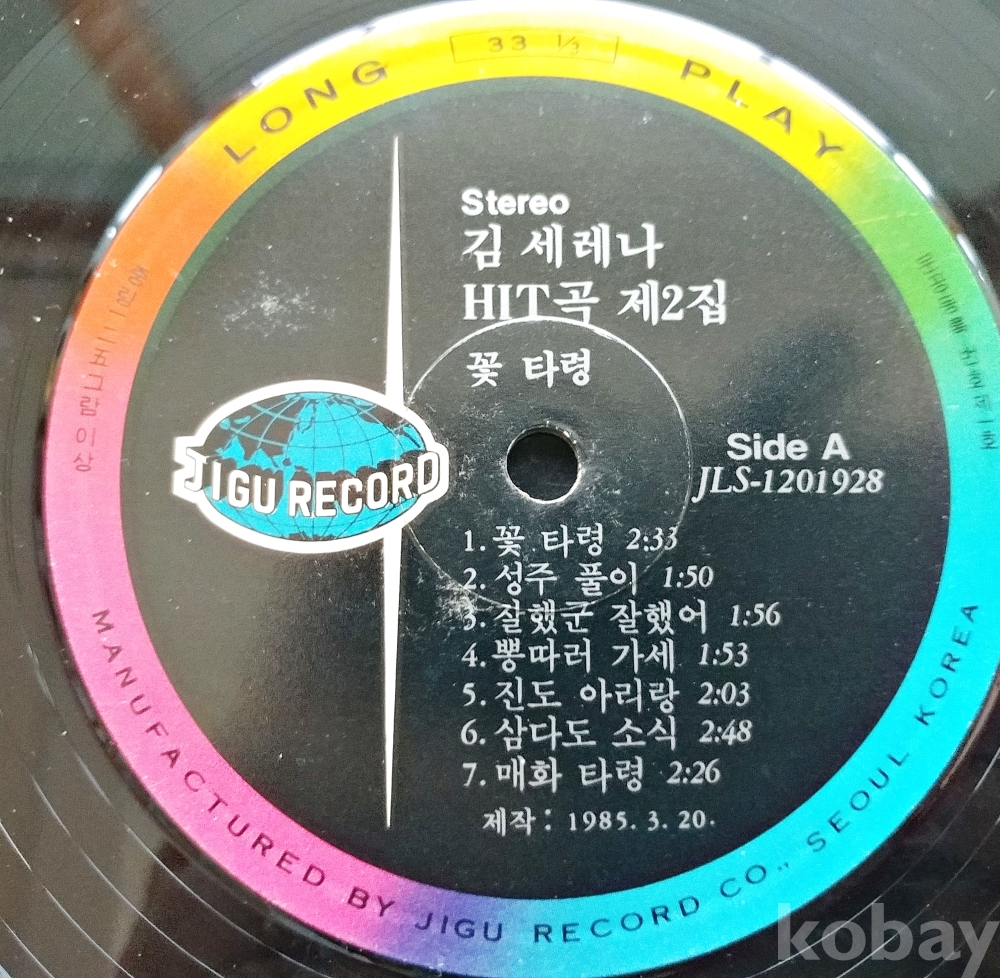 33 1/3
LONG PLAY
Stereo
김 세레나
HIT곡 제2집
꽃 타령
JIGU RECORD
Side A
JLS-1201928
1. 꽃 타령 2:33
2. 성주 풀이 1:50
3. 잘했군 잘했어 1:56
4. 뽕따러 가세 1:53
5. 진도 아리랑 2:03
6. 삼다도 소식 2:48
7. 매화 타령 2:26
제작: 1985. 3. 20.
그람이상
MANUFACTURED BY JIGU RECORD CO., SEOUL KOREA
kobay